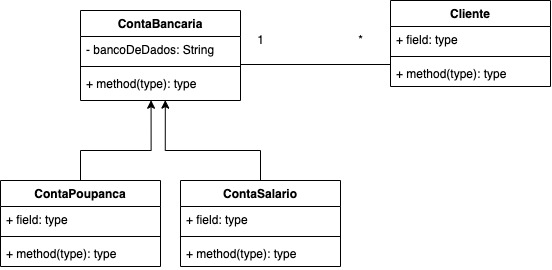 ContaBancaria
- bancoDeDados: String
+ method(type): type
1
*
Cliente
+ field: type
+ method(type): type
ContaPoupanca
+ field: type
+ method(type): type
ContaSalario
+ field: type
+ method(type): type